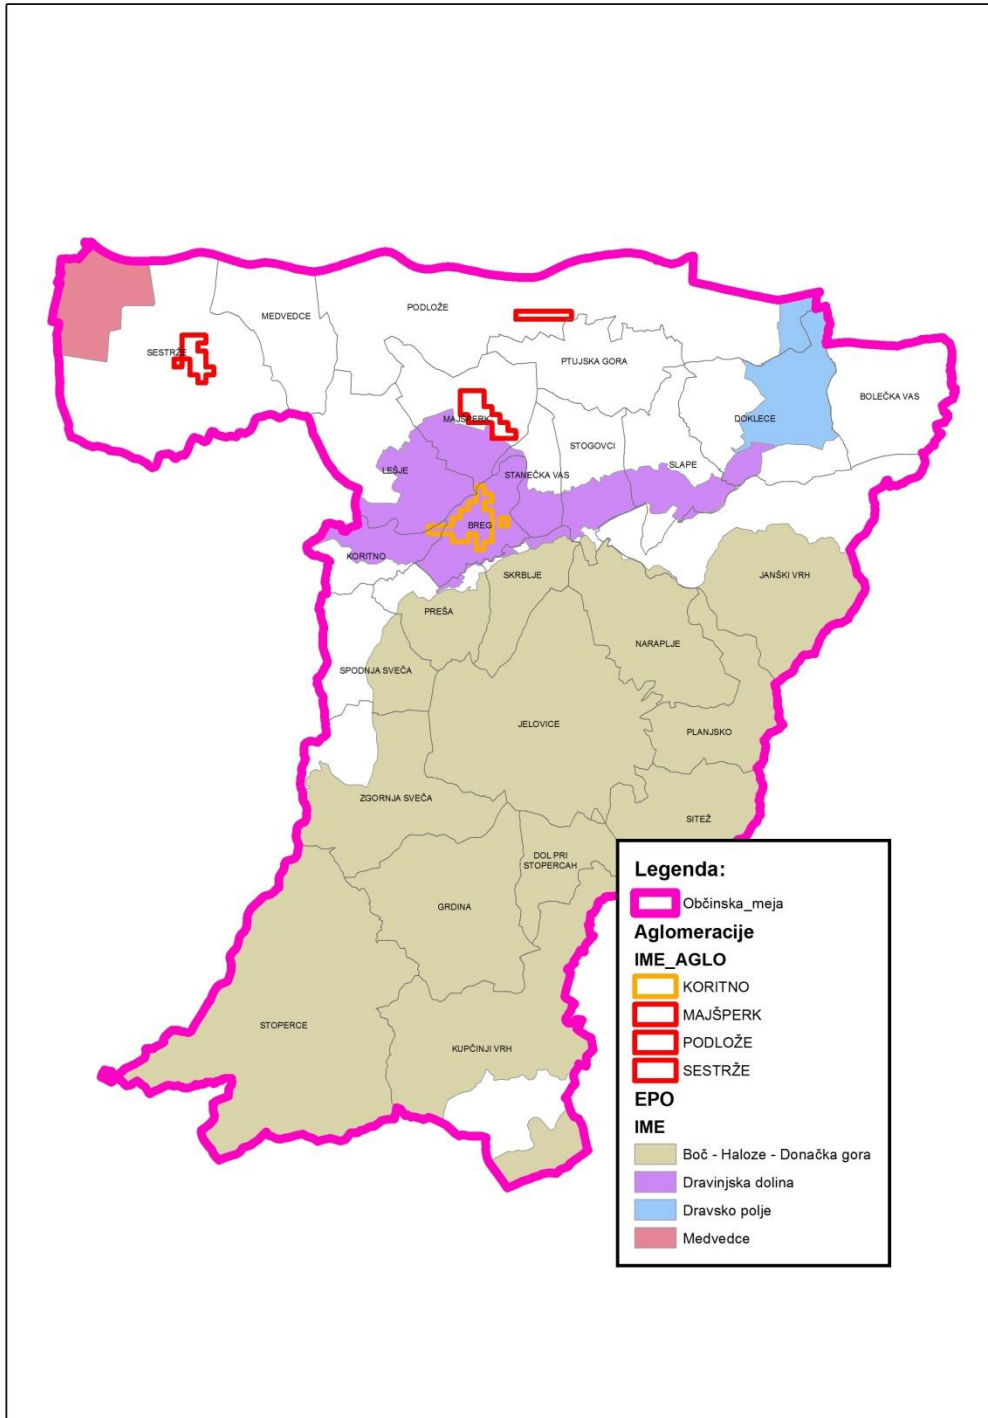 PODLOŽE
MEDVEDCE
SESTRŽE
PTUJSKA GORA
BOLEČKA VAS
MAJŠPERK
DOKLECE
STOGOVCI
LEŠJE
STANEČKA VAS
SLAPE
BREG
KORITNO
SKRBLJE
JANŠKI VRH
PREŠA
NARAPLJE
SPODNJA SVEČA
JELOVICE
PLANJSKO
ZGORNJA SVEČA
SITEŽ
DOL PRI
STOPERCAH
GRDINA
STOPERCE
KUPČINJI VRH
Legenda:
Občinska_meja
Aglomeracije
IME_AGLO
KORITNO
MAJŠPERK
PODLOŽE
SESTRŽE
EPO
IME
Boč - Haloze - Donačka gora
Dravinjska dolina
Dravsko polje
Medvedce